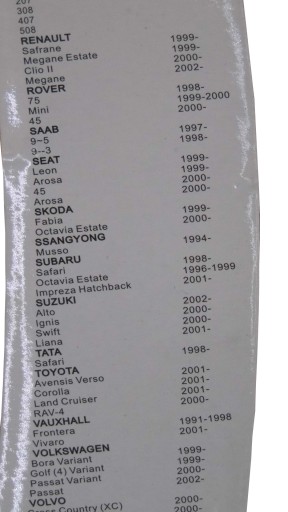 308
407
508
RENAULT 1999-
Safrane 1999-
Megane Estate 2000-
Clio II 2002-
Megane
ROVER 1998-
75 1999-2000
Mini 2000-
45
SAAB 1997-
9-5 1998-
9--3
SEAT 1999-
Leon 1999-
Arosa 2000-
45 2000-
Arosa
SKODA 1999-
Fabia 2000-
Octavia Estate
SSANGYONG 1994-
Musso
SUBARU 1998-
Safari 1996-1999
Octavia Estate 2001-
Impreza Hatchback
SUZUKI 2002-
Alto 2000-
Ignis 2000-
Swift 2001-
Liana
TATA 1998-
Safari
TOYOTA 2001-
Avensis Verso 2001-
Corolla 2001-
Land Cruiser 2000-
RAV-4
VAUXHALL 1991-1998
Frontera 2001-
Vivaro
VOLKSWAGEN 1999-
Bora Variant 1999-
Golf (4) Variant 2000-
Passat Variant 2002-
Passat
VOLVO 2000-
Country (XC) 2000-